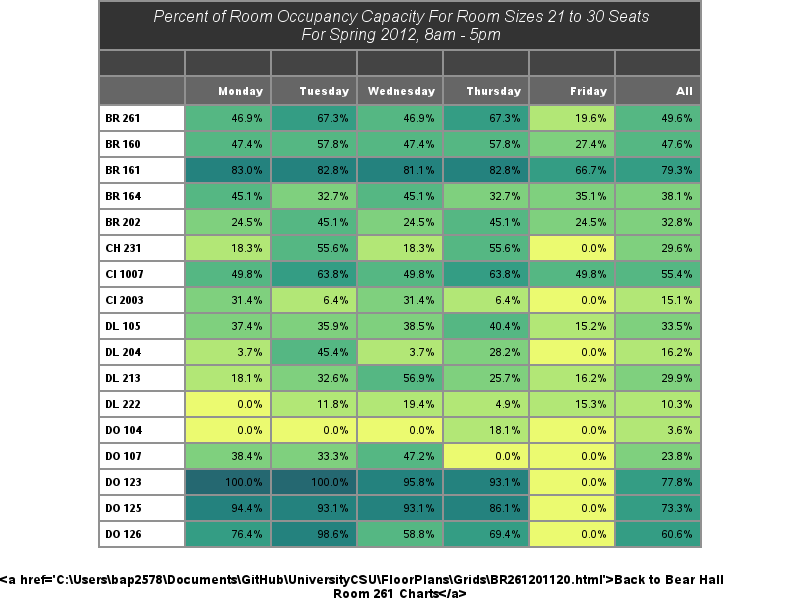 Percent of Room Occupancy Capacity For Room Sizes 21 to 30 Seats
For Spring 2012, 8am - 5pm
Monday Tuesday Wednesday Thursday Friday All
BR 261 46.9% 67.3% 46.9% 67.3% 19.6% 49.6%
BR 160 47.4% 57.8% 47.4% 57.8% 27.4% 47.6%
BR 161 83.0% 82.8% 81.1% 82.8% 66.7% 79.3%
BR 164 45.1% 32.7% 45.1% 32.7% 35.1% 38.1%
BR 202 24.5% 45.1% 24.5% 45.1% 24.5% 32.8%
CH 231 18.3% 55.6% 18.3% 55.6% 0.0% 29.6%
CI 1007 49.8% 63.8% 49.8% 63.8% 49.8% 55.4%
CI 2003 31.4% 6.4% 31.4% 6.4% 0.0% 15.1%
DL 105 37.4% 35.9% 38.5% 40.4% 15.2% 33.5%
DL 204 3.7% 45.4% 3.7% 28.2% 0.0% 16.2%
DL 213 18.1% 32.6% 56.9% 25.7% 16.2% 29.9%
DL 222 0.0% 11.8% 19.4% 4.9% 15.3% 10.3%
DO 104 0.0% 0.0% 0.0% 18.1% 0.0% 3.6%
DO 107 38.4% 33.3% 47.2% 0.0% 0.0% 23.8%
DO 123 100.0% 100.0% 95.8% 93.1% 0.0% 77.8%
DO 125 94.4% 93.1% 93.1% 86.1% 0.0% 73.3%
DO 126 76.4% 98.6% 58.8% 69.4% 0.0% 60.6%
<a href='C:\Users\bap2578\Documents\GitHub\UniversityCSU\FloorPlans\Grids\BR261201120.html'>Back to Bear Hall
Room 261 Charts</a>